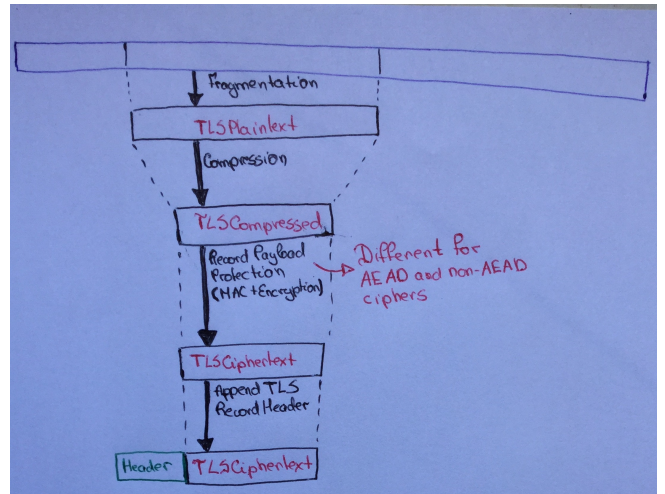 Fragmentation
TLSPlaintext
Compression
TLSCompressed
Record Payload
Protection
(MAC+Encryption)
Different for
AEAD and non-AEAD
ciphers
TLSCiphertext
Append TLS
Record Header
Header
TLSCiphertext